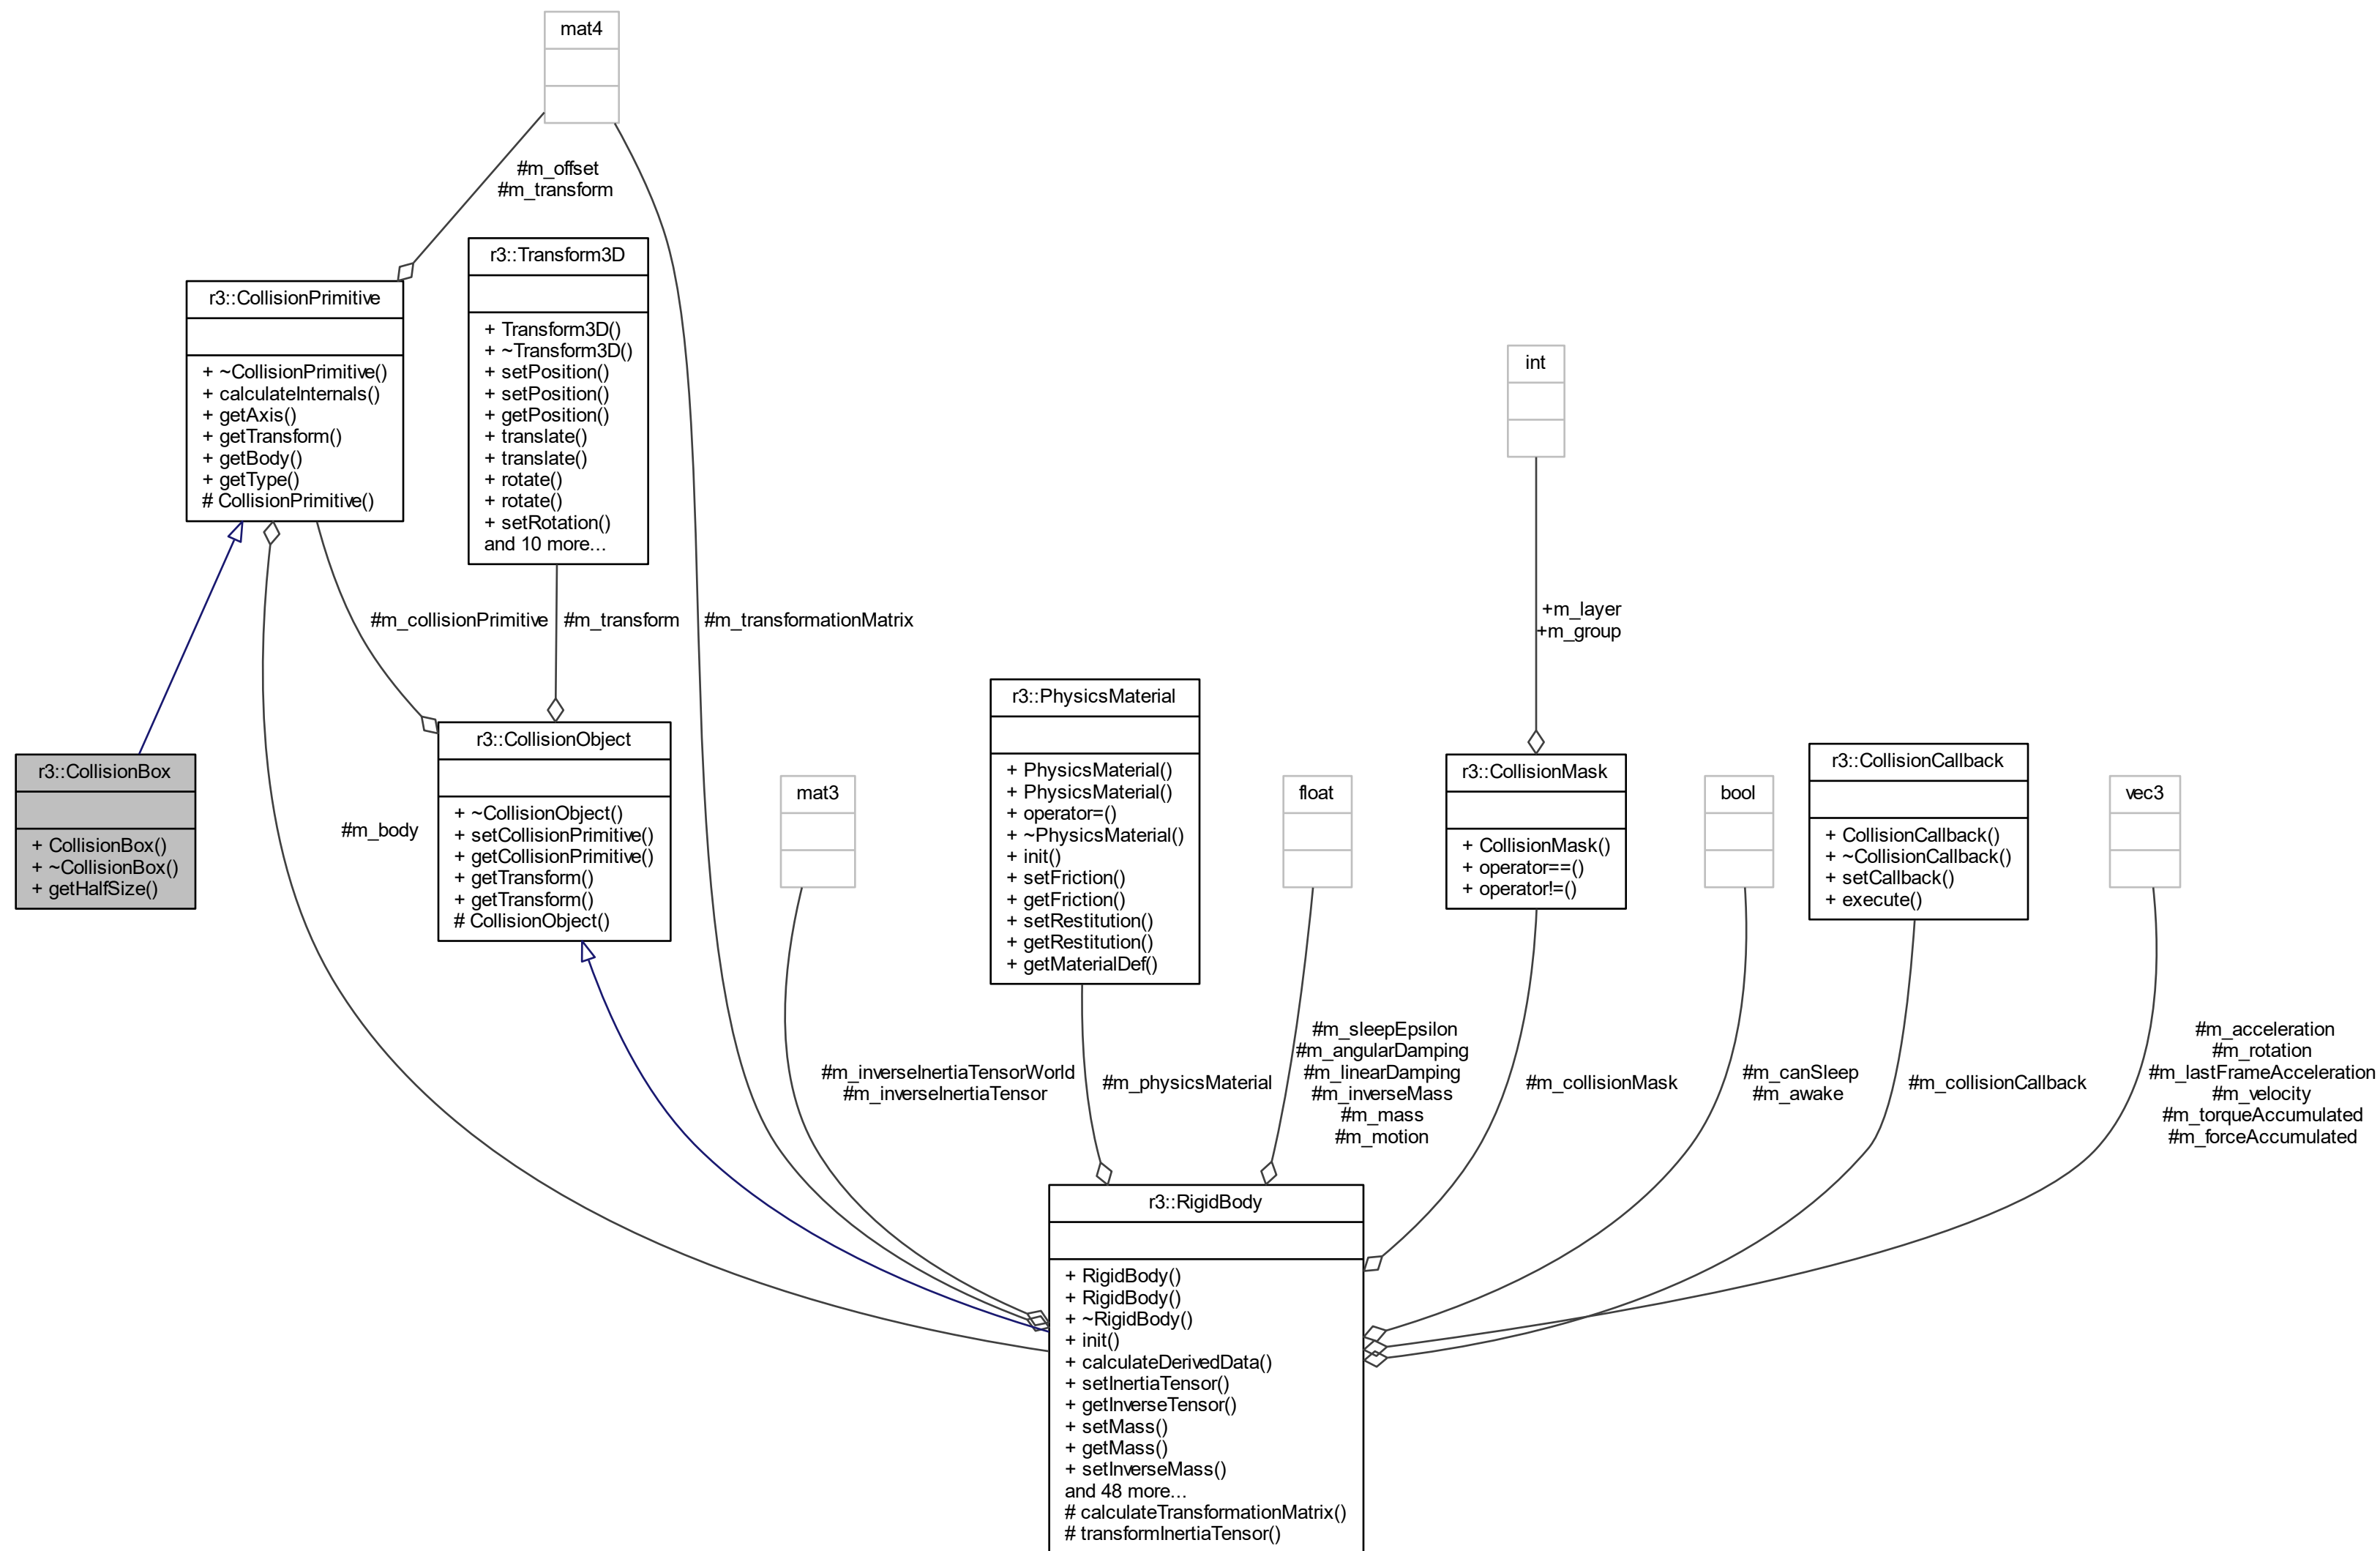 mat4
#m_offset
#m_transform
r3::Transform3D
+ Transform3D()
+ ~Transform3D()
+ setPosition()
+ setPosition()
+ getPosition()
+ translate()
+ translate()
+ rotate()
+ rotate()
+ setRotation()
and 10 more...
r3::CollisionPrimitive
+ ~CollisionPrimitive()
+ calculateInternals()
+ getAxis()
+ getTransform()
+ getBody()
+ getType()
# CollisionPrimitive()
int
#m_collisionPrimitive
#m_transform
#m_transformationMatrix
+m_layer
+m_group
r3::CollisionBox
+ CollisionBox()
+ ~CollisionBox()
+ getHalfSize()
#m_body
r3::CollisionObject
+ ~CollisionObject()
+ setCollisionPrimitive()
+ getCollisionPrimitive()
+ getTransform()
+ getTransform()
# CollisionObject()
mat3
r3::PhysicsMaterial
+ PhysicsMaterial()
+ PhysicsMaterial()
+ operator=()
+ ~PhysicsMaterial()
+ init()
+ setFriction()
+ getFriction()
+ setRestitution()
+ getRestitution()
+ getMaterialDef()
float
r3::CollisionMask
+ CollisionMask()
+ operator==()
+ operator!=()
bool
r3::CollisionCallback
+ CollisionCallback()
+ ~CollisionCallback()
+ setCallback()
+ execute()
vec3
#m_inverseInertiaTensorWorld
#m_inverseInertiaTensor
#m_physicsMaterial
#m_sleepEpsilon
#m_angularDamping
#m_linearDamping
#m_inverseMass
#m_mass
#m_motion
#m_collisionMask
#m_canSleep
#m_awake
#m_collisionCallback
#m_acceleration
#m_rotation
#m_lastFrameAcceleration
#m_velocity
#m_torqueAccumulated
#m_forceAccumulated
r3::RigidBody
+ RigidBody()
+ RigidBody()
+ ~RigidBody()
+ init()
+ calculateDerivedData()
+ setInertiaTensor()
+ getInverseTensor()
+ setMass()
+ getMass()
+ setInverseMass()
and 48 more...
# calculateTransformationMatrix()
# transformInertiaTensor()